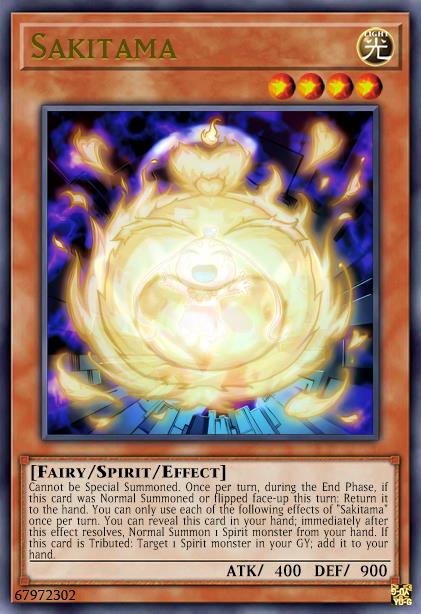 SAKITAMA
LIGHT
光
[FAIRY/SPIRIT/EFFECT]
Cannot be Special Summoned. Once per turn, during the End Phase, if
this card was Normal Summoned or flipped face-up this turn: Return it
to the hand. You can only use each of the following effects of "Sakitama"
once per turn. You can reveal this card in your hand; immediately after
this effect resolves, Normal Summon 1 Spirit monster from your hand. If
this card is Tributed: Target 1 Spirit monster in your GY; add it to your
hand.
ATK/ 400 DEF/ 900
67972302